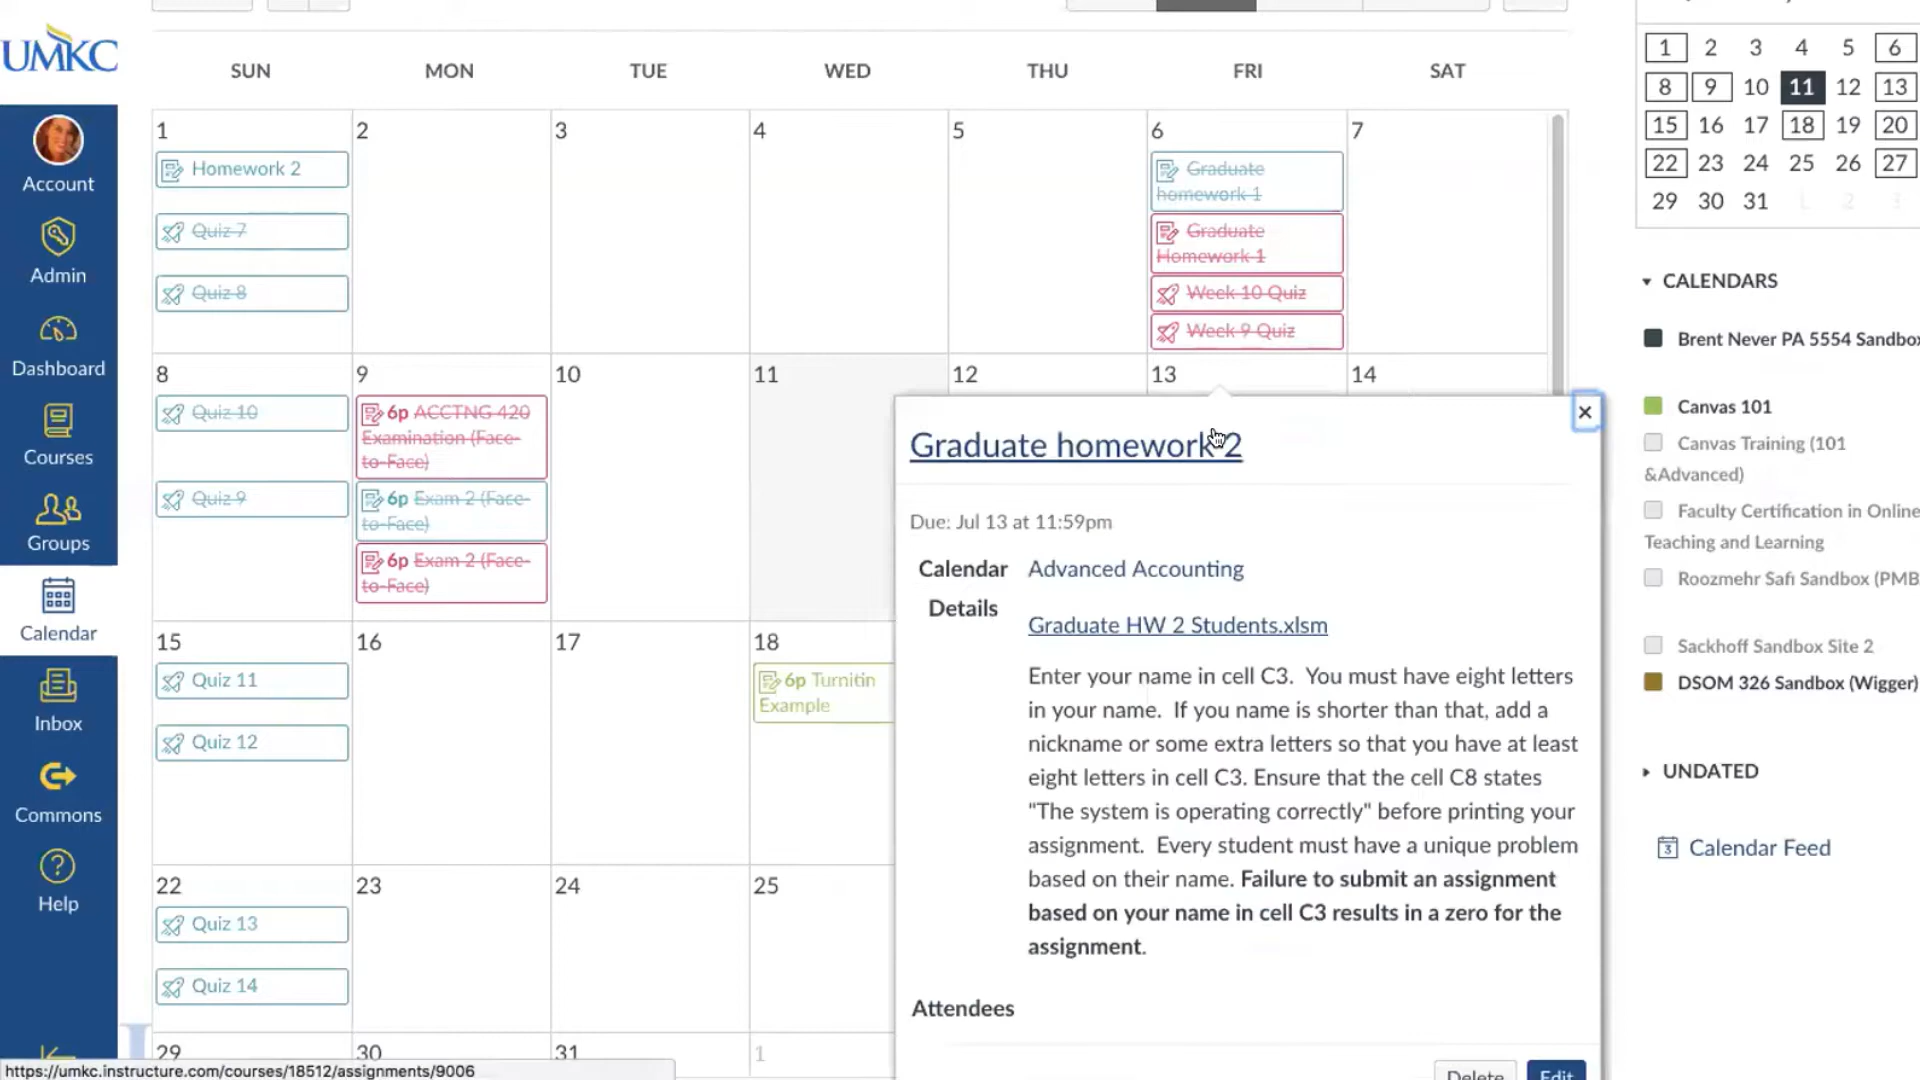 UMKC
Account
Admin
Dashboard
Courses
Groups
Calendar
Inbox
Commons
Help
SUN MON TUE WED THU FRI SAT
1 2 3 4 5 6 7
Homework 2
Quiz 7
Quiz 8
Graduate
homework 1
Graduate
Homework 1
Week 10 Quiz
Week 9 Quiz
8 9 10 11 12 13 14
Quiz 10
Quiz 9
6p ACCTNG 420
Examination (Face-
to-Face)
6p Exam 2 (Face-
to-Face)
6p Exam 2 (Face-
to-Face)
15 16 17 18
Quiz 11
Quiz 12
6p Turnitin
Example
22 23 24 25
Quiz 13
Quiz 14
29 30 31 1
Graduate homework 2
Due: Jul 13 at 11:59pm
Calendar Advanced Accounting
Details
Graduate HW 2 Students.xlsm
Enter your name in cell C3. You must have eight letters
in your name. If you name is shorter than that, add a
nickname or some extra letters so that you have at least
eight letters in cell C3. Ensure that the cell C8 states
"The system is operating correctly" before printing your
assignment. Every student must have a unique problem
based on their name. Failure to submit an assignment
based on your name in cell C3 results in a zero for the
assignment.
Attendees
Delete Edit
1 2 3 4 5 6
8 9 10 11 12 13
15 16 17 18 19 20
22 23 24 25 26 27
29 30 31 1 2 3
CALENDARS
Brent Never PA 5554 Sandbox
Canvas 101
Canvas Training (101
&Advanced)
Faculty Certification in Online
Teaching and Learning
Roozmehr Safi Sandbox (PMB
Sackhoff Sandbox Site 2
DSOM 326 Sandbox (Wigger)
UNDATED
3 Calendar Feed
https://umkc.instructure.com/courses/18512/assignments/9006